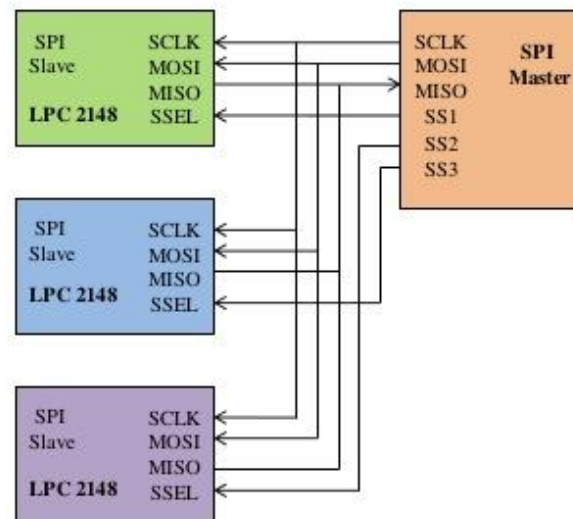 SPI SCLK
Slave MOSI
MISO
LPC 2148 SSEL
SCLK SPI
MOSI Master
MISO
SS1
SS2
SS3
SPI SCLK
Slave MOSI
MISO
LPC 2148 SSEL
SPI SCLK
Slave MOSI
MISO
LPC 2148 SSEL